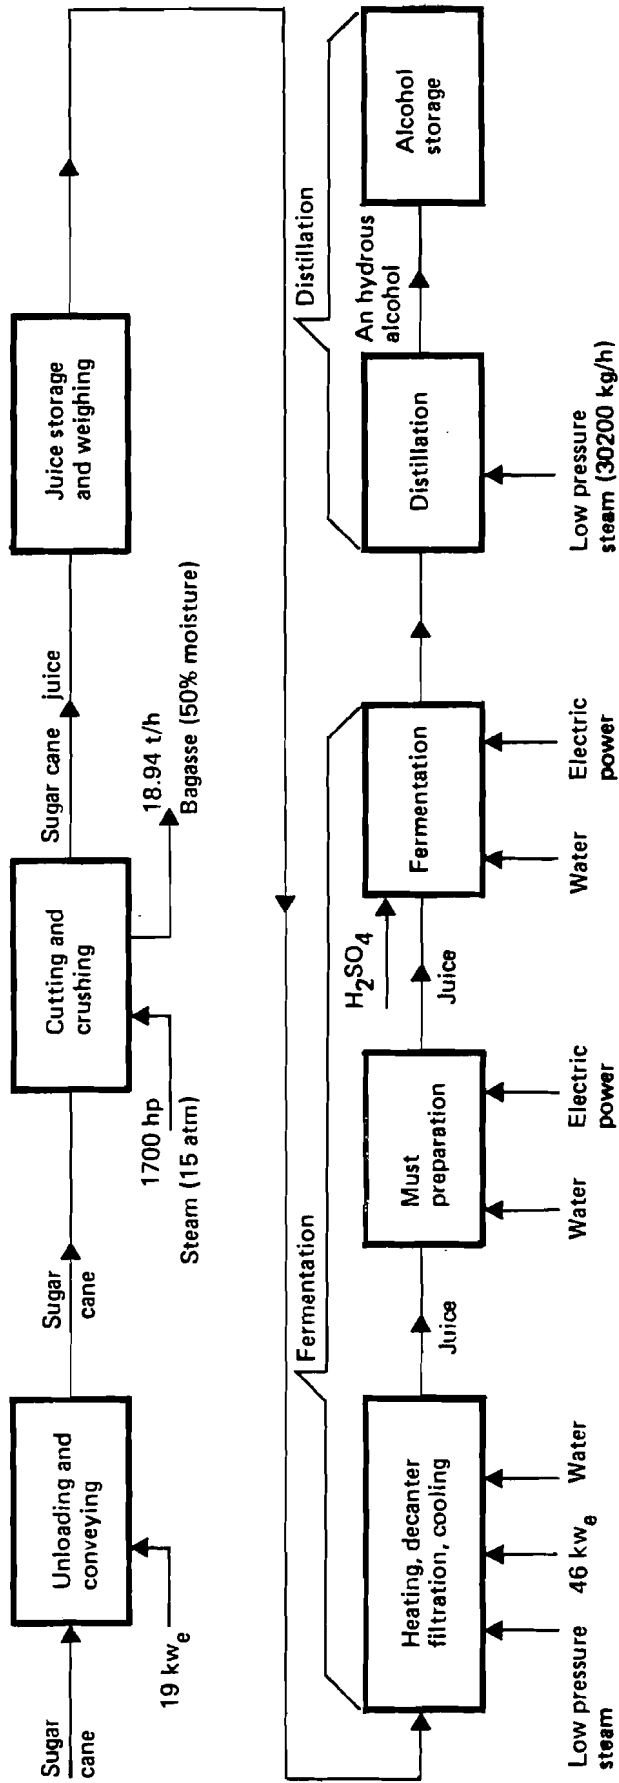 Sugar
cane
Unloading and
conveying
19 kwe
Sugar
cane
Cutting and
crushing
1700 hp
Steam (15 atm)
Sugar cane juice
18.94 t/h
Bagasse (50% moisture)
Juice storage
and weighing
Fermentation
Distillation
Heating, decanter
filtration, cooling
Low pressure
steam
46 kwe
Water
Juice
Must
preparation
Water
Electric
power
Juice
H2SO4
Fermentation
Water
Electric
power
Distillation
Low pressure
steam (30200 kg/h)
An hydrous
alcohol
Alcohol
storage